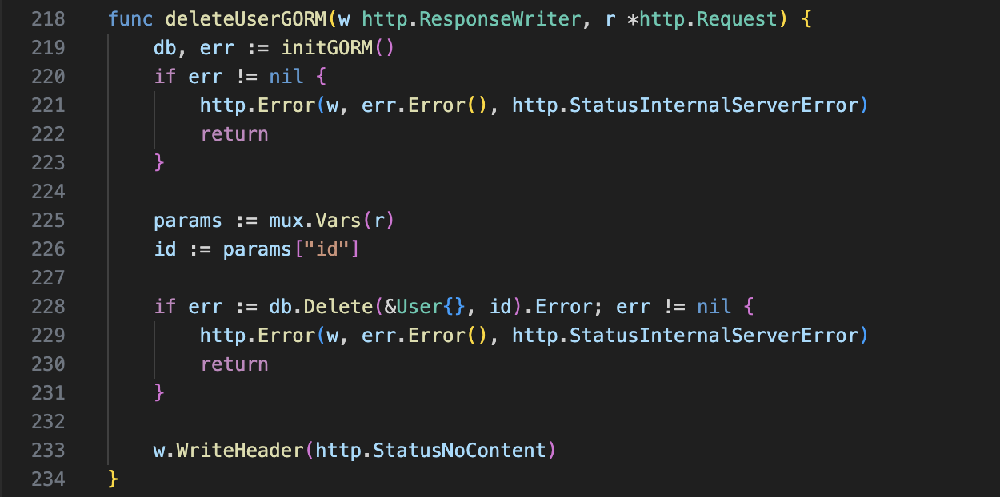 218 func deleteUserGORM(w http.ResponseWriter, r *http.Request) {
219     db, err := initGORM()
220     if err != nil {
221         http.Error(w, err.Error(), http.StatusInternalServerError)
222         return
223     }
224
225     params := mux.Vars(r)
226     id := params["id"]
227
228     if err := db.Delete(&User{}, id).Error; err != nil {
229         http.Error(w, err.Error(), http.StatusInternalServerError)
230         return
231     }
232
233     w.WriteHeader(http.StatusNoContent)
234 }